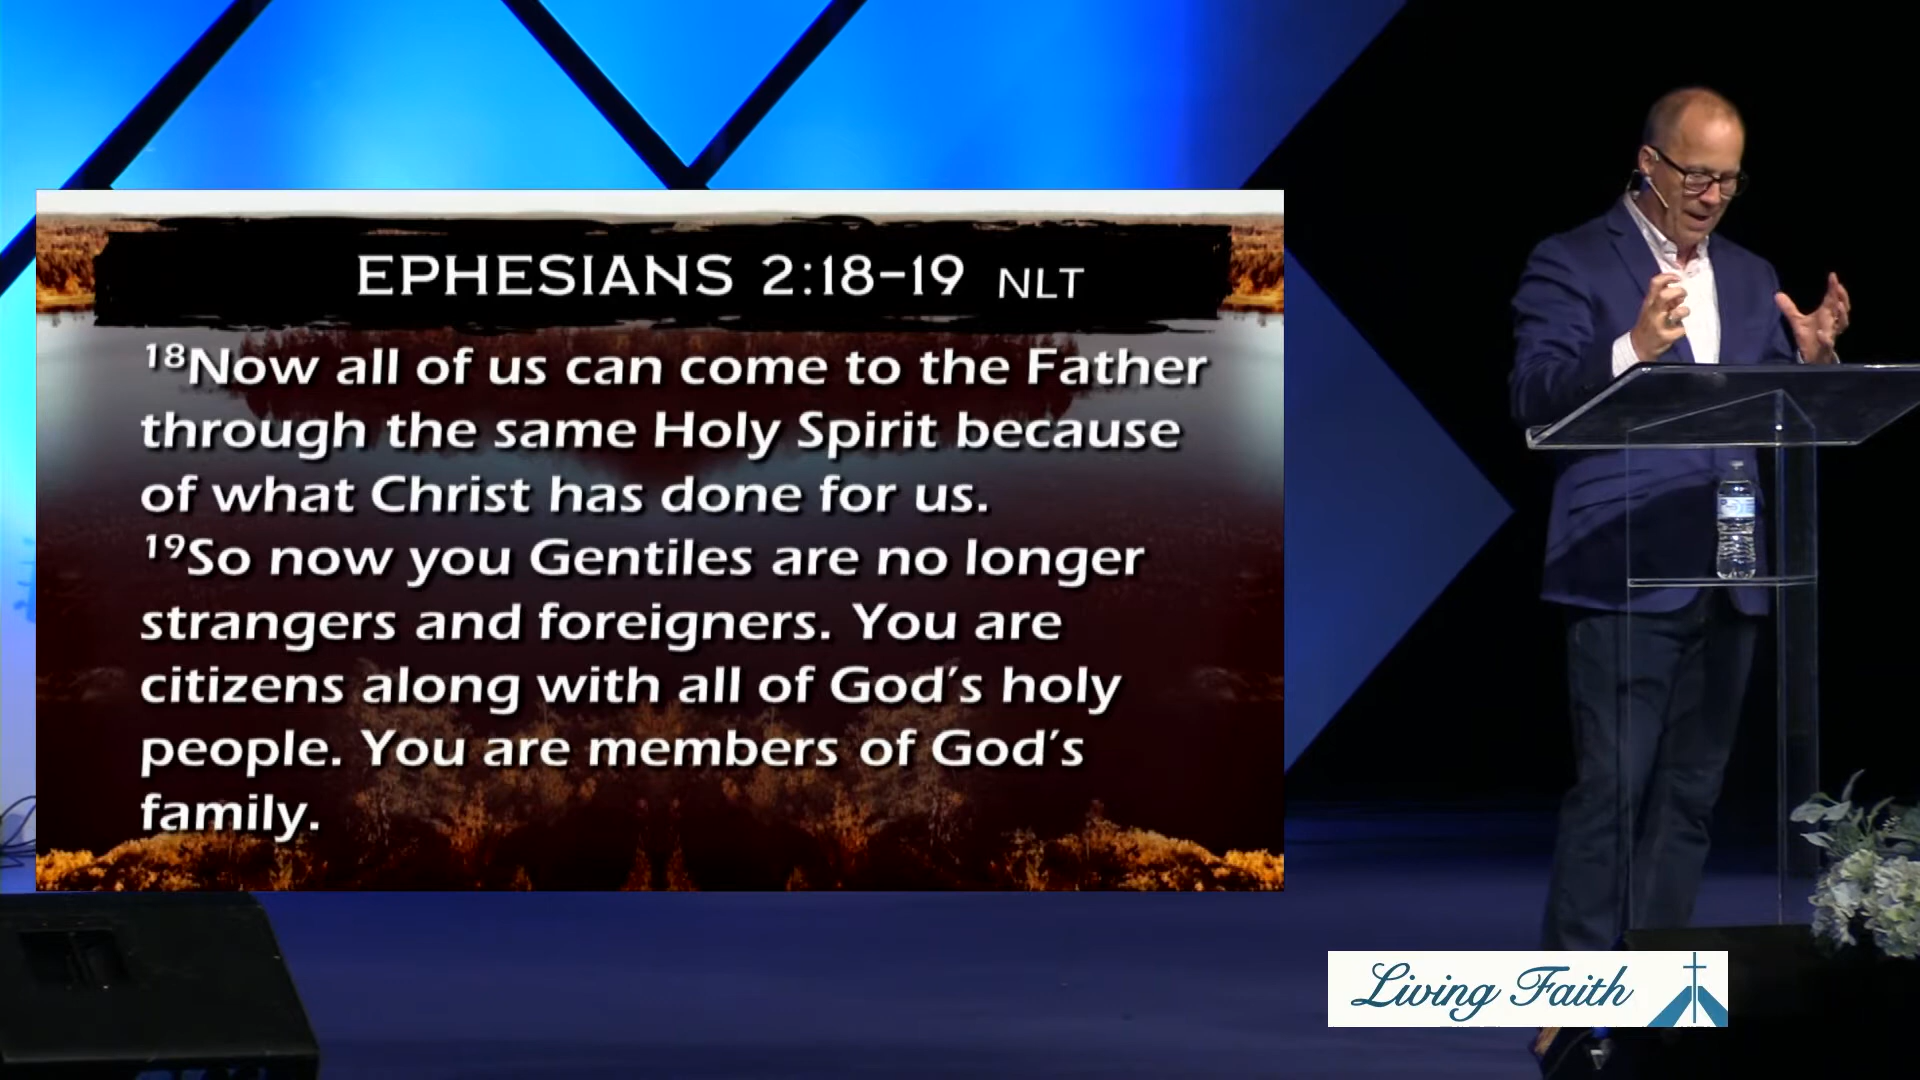 EPHESIANS 2:18-19 NLT
¹⁸Now all of us can come to the Father
through the same Holy Spirit because
of what Christ has done for us.
¹⁹So now you Gentiles are no longer
strangers and foreigners. You are
citizens along with all of God's holy
people. You are members of God's
family.
Living Faith